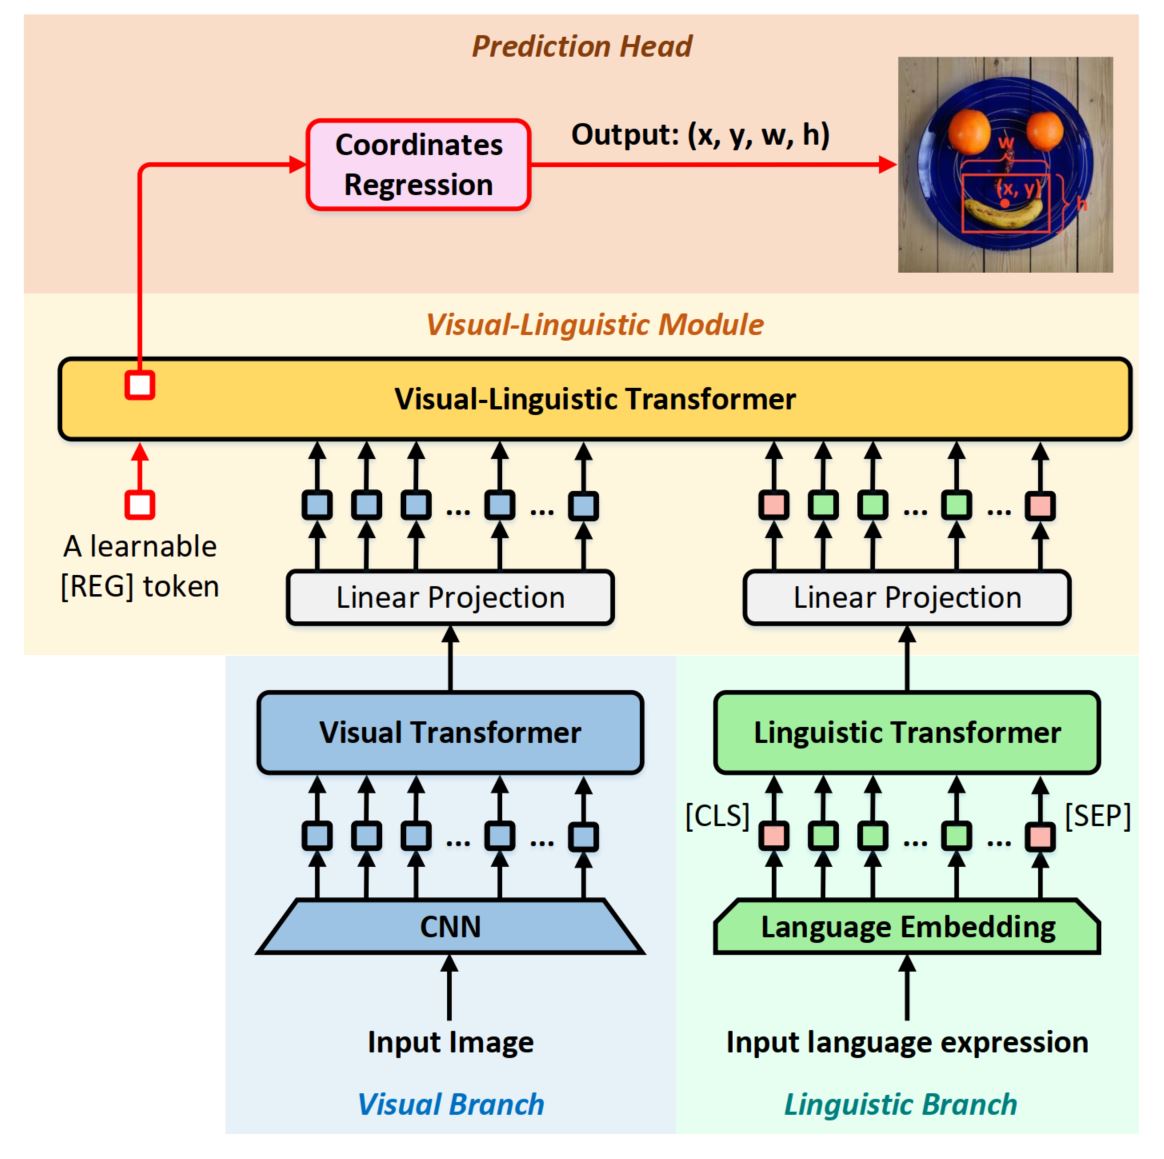 Prediction Head
Coordinates
Regression
Output: (x, y, w, h)
w
(x, y)
h
Visual-Linguistic Module
Visual-Linguistic Transformer
A learnable
[REG] token
... ...
... ...
Linear Projection
Linear Projection
Visual Transformer
Linguistic Transformer
[CLS]
[SEP]
... ...
... ...
CNN
Language Embedding
Input Image
Input language expression
Visual Branch
Linguistic Branch